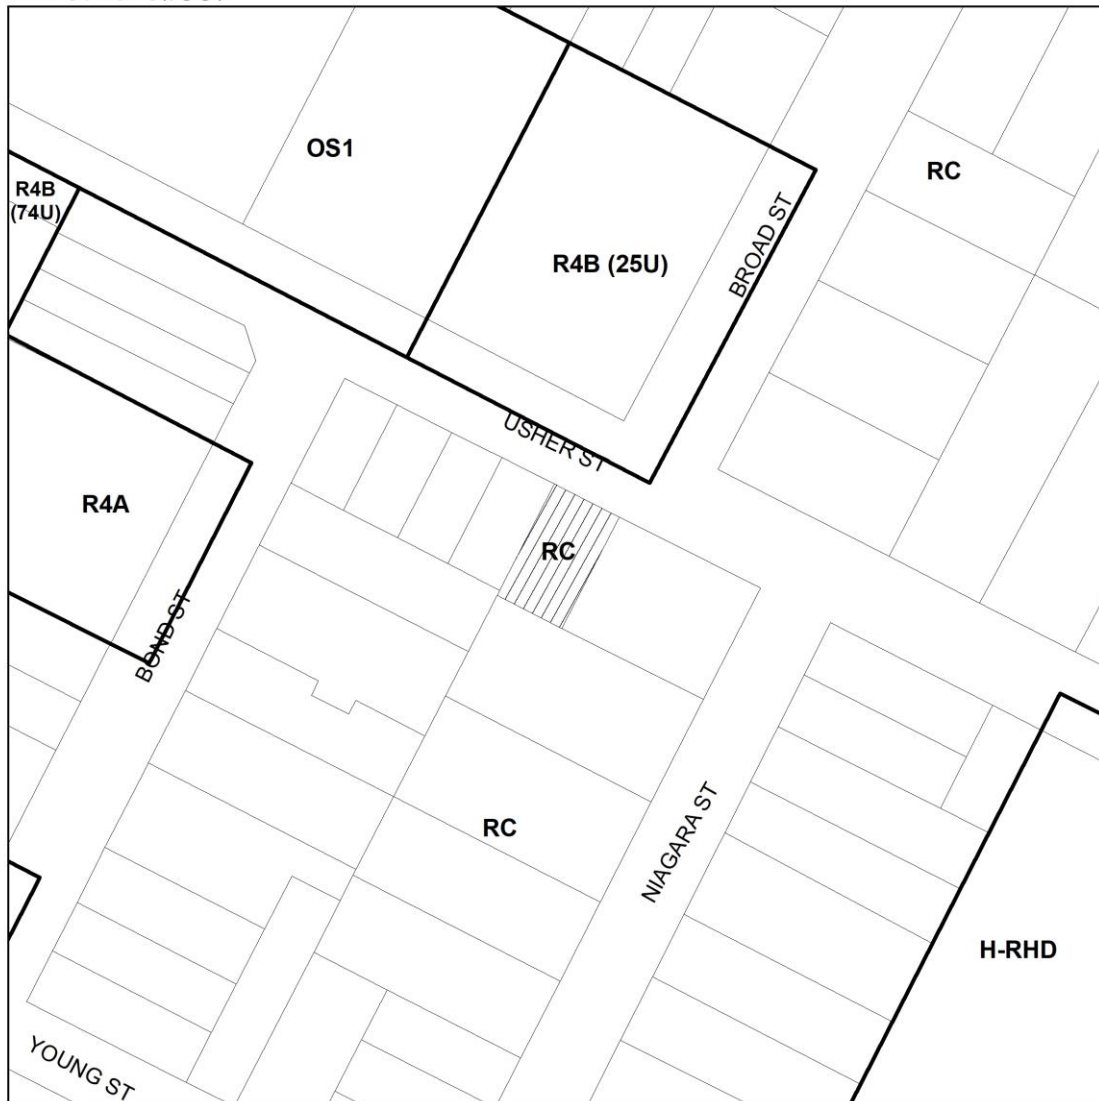 OS1
RC
R4B
(74U)
BROAD ST
R4B (25U)
USHER ST
R4A
RC
BOND ST
RC
NIAGARA ST
H-RHD
YOUNG ST